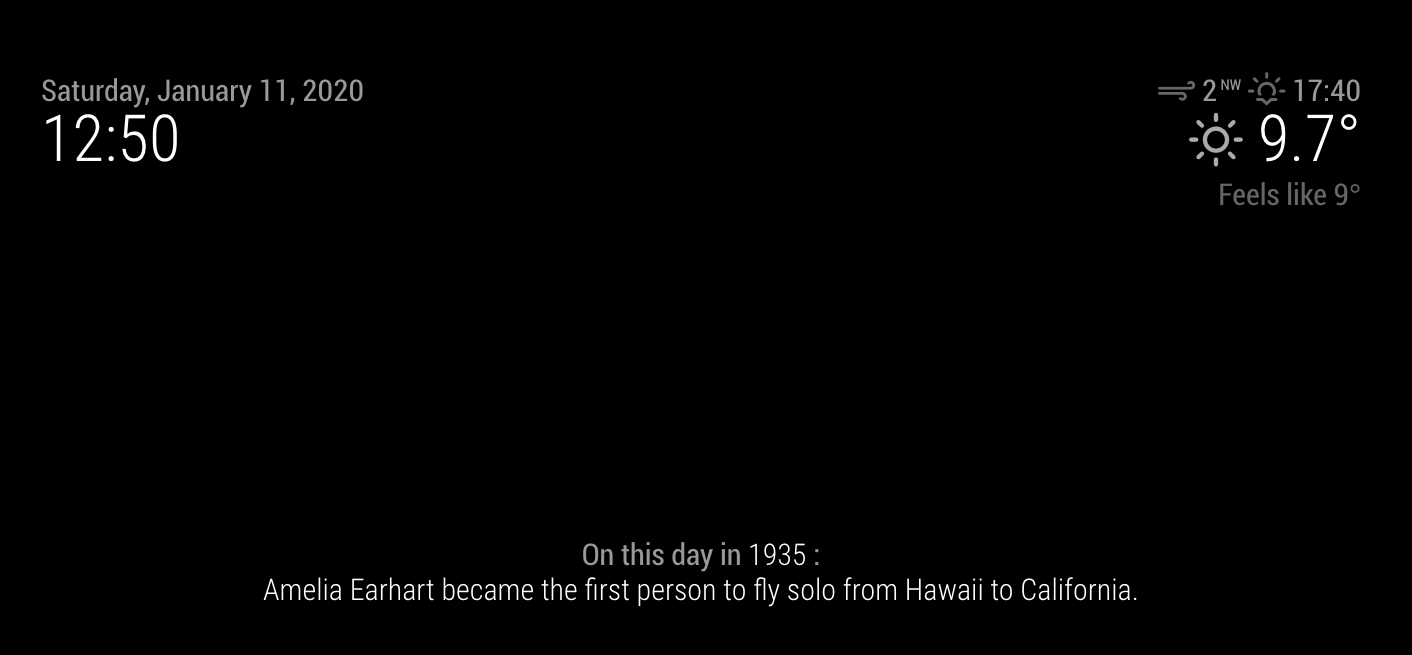 Saturday, January 11, 2020
12:50
2 NW 17:40
9.7°
Feels like 9°
On this day in 1935 :
Amelia Earhart became the first person to fly solo from Hawaii to California.